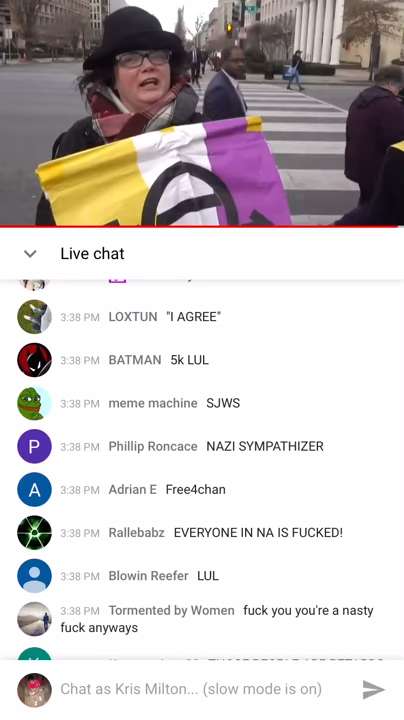 Live chat
3:38 PM LOXTUN "I AGREE"
3:38 PM BATMAN 5k LUL
3:38 PM meme machine SJWS
P 3:38 PM Phillip Roncace NAZI SYMPATHIZER
A 3:38 PM Adrian E Free4chan
3:38 PM Rallebabz EVERYONE IN NA IS FUCKED!
3:38 PM Blowin Reefer LUL
3:38 PM Tormented by Women fuck you you're a nasty
fuck anyways
Chat as Kris Milton... (slow mode is on)